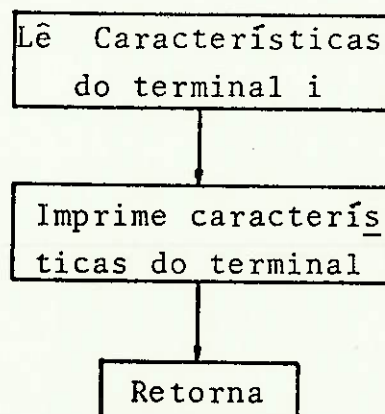 Lê Características
do terminal i
Imprime caracterís
ticas do terminal
Retorna